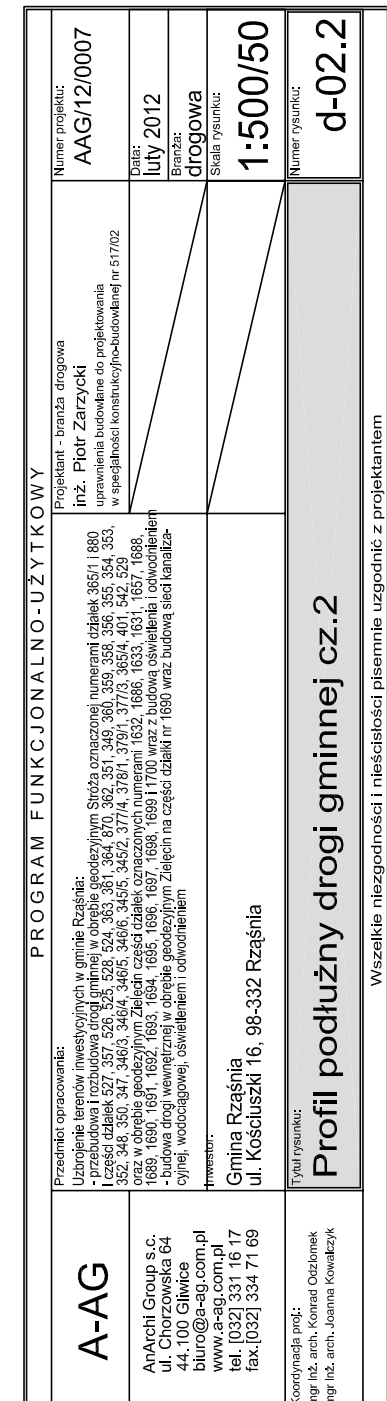 PROGRAM FUNKCJONALNO-UŻYTKOWY
A-AG
AnArchi Group s.c.
ul. Chorzowska 64
44.100 Gliwice
biuro@a-ag.com.pl
www.a-ag.com.pl
tel. [032] 331 16 17
fax.[032] 334 71 69
Koordynacja proj.:
mgr inż. arch. Konrad Odziomek
mgr inż. arch. Joanna Kowalczyk
Przedmiot opracowania:
Uzbrojenie terenów inwestycyjnych w gminie Rząśnia:
- przebudowa i rozbudowa drogi gminnej w obrębie geodezyjnym Stróża oznaczonej numerami działek 365/1 i 880
i części działek 527, 357, 526, 525, 528, 524, 363, 361, 364, 870, 362, 351, 349, 360, 359, 358, 356, 355, 354, 353,
352, 348, 350, 347, 346/3, 346/4, 346/5, 346/6, 345/5, 345/2, 377/4, 378/1, 379/1, 377/3, 365/4, 401, 542, 529
oraz w obrębie geodezyjnym Zielęcin części działek oznaczonych numerami 1632, 1686, 1633, 1631, 1657, 1688,
1689, 1690, 1691, 1692, 1693, 1694, 1695, 1696, 1697, 1698, 1699 i 1700 wraz z budową oświetlenia i odwodnieniem
- budowa drogi wewnętrznej w obrębie geodezyjnym Zielęcin na części działki nr 1690 wraz budową sieci kanaliza-
cyjnej, wodociągowej, oświetleniem i odwodnieniem
Inwestor:
Gmina Rząśnia
ul. Kościuszki 16, 98-332 Rząśnia
Tytuł rysunku:
Profil podłużny drogi gminnej cz.2
Projektant - branża drogowa
inż. Piotr Zarzycki
uprawnienia budowlane do projektowania
w specjalności konstrukcyjno-budowlanej nr 517/02
Numer projektu:
AAG/12/0007
Data:
luty 2012
Branża:
drogowa
Skala rysunku:
1:500/50
Numer rysunku:
d-02.2
Wszelkie niezgodności i nieścisłości pisemnie uzgodnić z projektantem